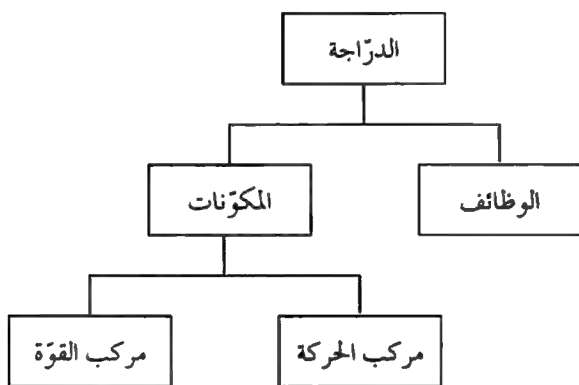 الدرّاجة
الوظائف
المكوّنات
مركب الحركة
مركب القوّة